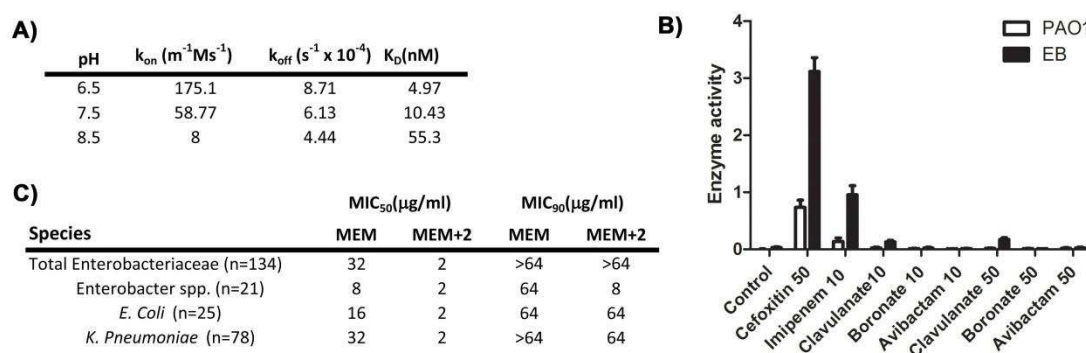 A)
pH kon (m⁻¹Ms⁻¹) koff (s⁻¹ x 10⁻⁴) KD(nM)
6.5 175.1 8.71 4.97
7.5 58.77 6.13 10.43
8.5 8 4.44 55.3
C)
MIC50(μg/ml) MIC90(μg/ml)
Species MEM MEM+2 MEM MEM+2
Total Enterobacteriaceae (n=134) 32 2 >64 >64
Enterobacter spp. (n=21) 8 2 64 8
E. Coli (n=25) 16 2 64 64
K. Pneumoniae (n=78) 32 2 >64 64
B)
PAO1
EB
Enzyme activity
4
3
2
1
0
Control
Cefoxitin 50
Imipenem 10
Clavulanate 10
Boronate 10
Avibactam 10
Clavulanate 50
Boronate 50
Avibactam 50